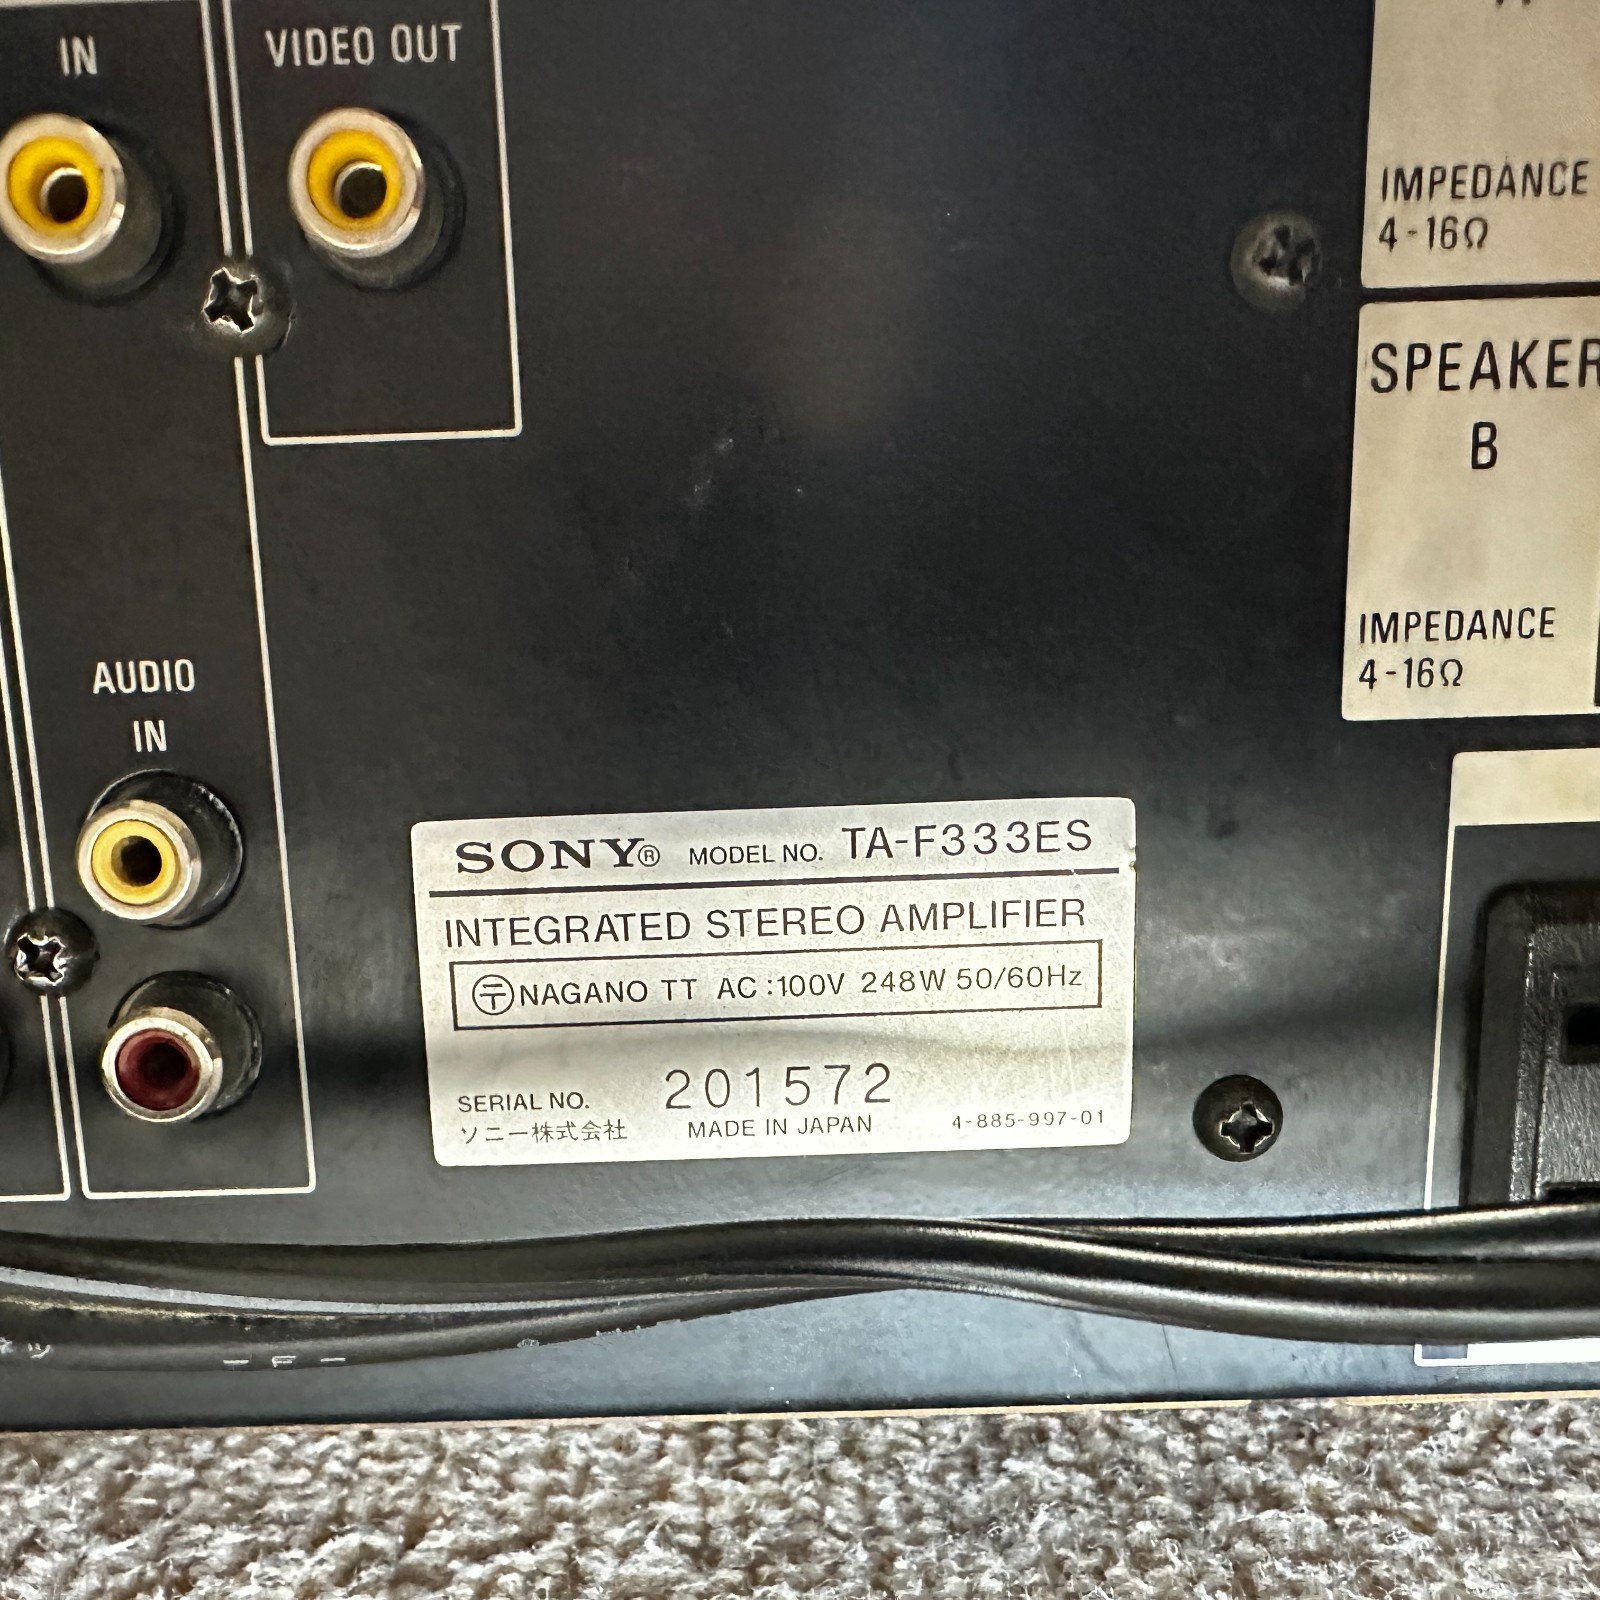 IN
VIDEO OUT
IMPEDANCE
4-16Ω
SPEAKER
B
IMPEDANCE
4-16Ω
AUDIO
IN
SONY® MODEL NO. TA-F333ES
INTEGRATED STEREO AMPLIFIER
〶NAGANO TT AC:100V 248W 50/60Hz
SERIAL NO. 201572
ソニー株式会社 MADE IN JAPAN 4-885-997-01
-F-